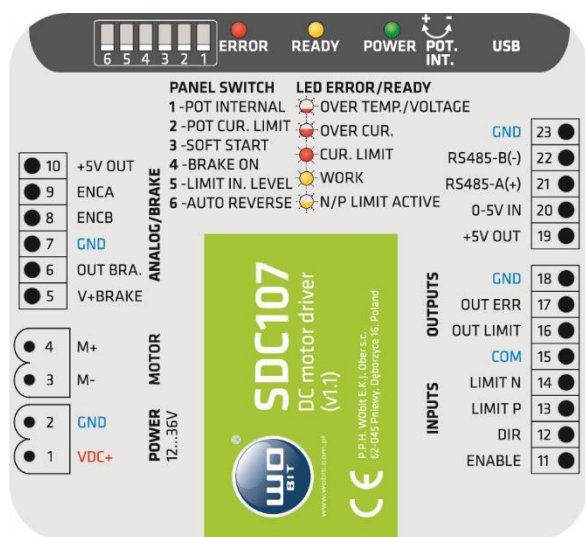 6 5 4 3 2 1
ERROR
READY
POWER
+ -
POT.
INT.
USB
PANEL SWITCH
1 -POT INTERNAL
2 -POT CUR. LIMIT
3 -SOFT START
4 -BRAKE ON
5 -LIMIT IN. LEVEL
6 -AUTO REVERSE
LED ERROR/READY
OVER TEMP./VOLTAGE
OVER CUR.
CUR. LIMIT
WORK
N/P LIMIT ACTIVE
10 +5V OUT
9 ENCA
8 ENCB
7 GND
6 OUT BRA.
5 V+BRAKE
ANALOG/BRAKE
4 M+
3 M-
MOTOR
2 GND
1 VDC+
POWER
12...36V
SDC107
DC motor driver
(v1.1)
WO
BIT
®
www.wobit.com.pl
P.P.H. WObit E.K.J. Ober s.c.
62-045 Pniewy, Dęborzyce 16, Poland
CE
GND 23
RS485-B(-) 22
RS485-A(+) 21
0-5V IN 20
+5V OUT 19
OUTPUTS
GND 18
OUT ERR 17
OUT LIMIT 16
COM 15
INPUTS
LIMIT N 14
LIMIT P 13
DIR 12
ENABLE 11